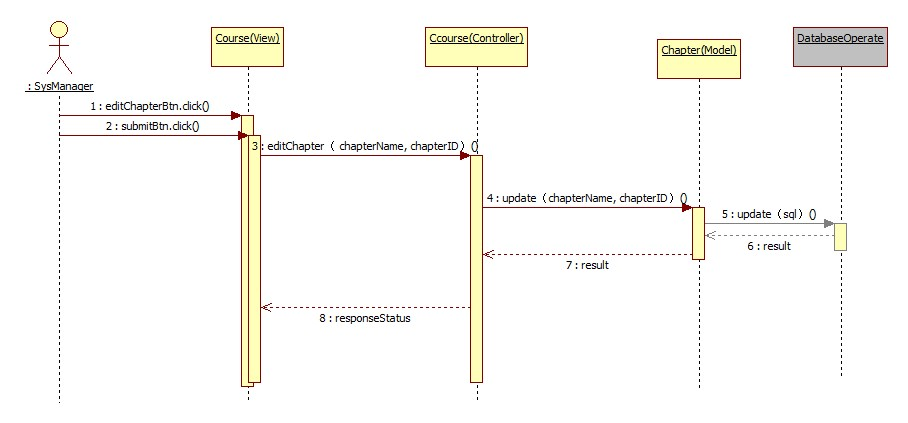 Course(View)
Ccourse(Controller)
Chapter(Model)
DatabaseOperate
: SysManager
1 : editChapterBtn.click()
2 : submitBtn.click()
3 : editChapter（ chapterName, chapterID）()
4 : update（chapterName, chapterID）()
5 : update（sql）()
6 : result
7 : result
8 : responseStatus